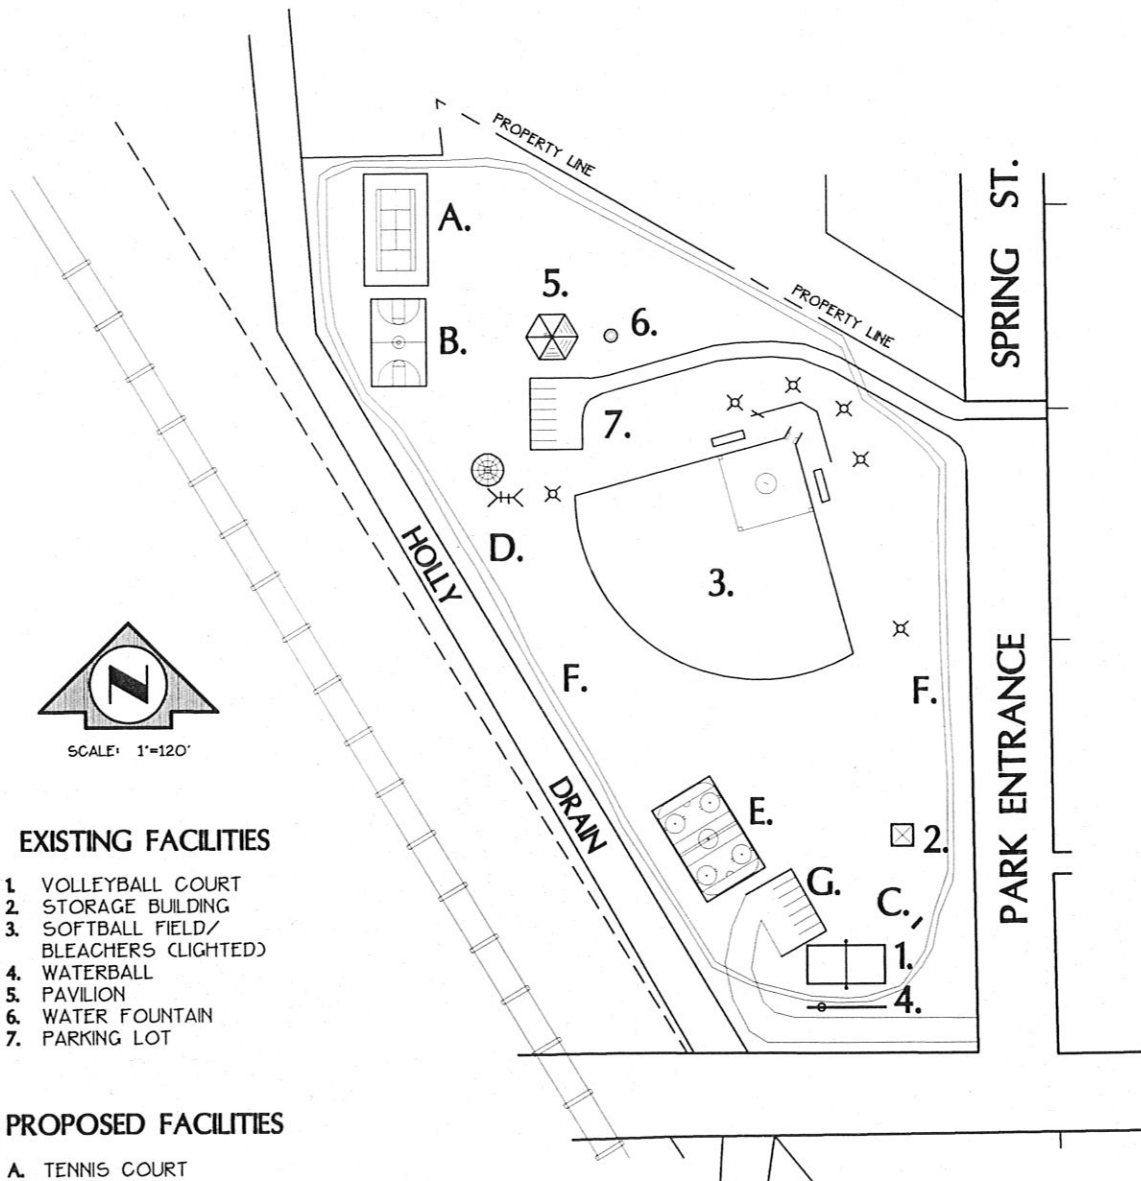 PROPERTY LINE
SPRING ST.
A.
5.
6.
PROPERTY LINE
B.
7.
HOLLY
D.
3.
F.
F.
N
SCALE: 1"=120'
PARK ENTRANCE
DRAIN
E.
2.
G.
C.
1.
4.
EXISTING FACILITIES
1. VOLLEYBALL COURT
2. STORAGE BUILDING
3. SOFTBALL FIELD/
BLEACHERS (LIGHTED)
4. WATERBALL
5. PAVILION
6. WATER FOUNTAIN
7. PARKING LOT
PROPOSED FACILITIES
A. TENNIS COURT